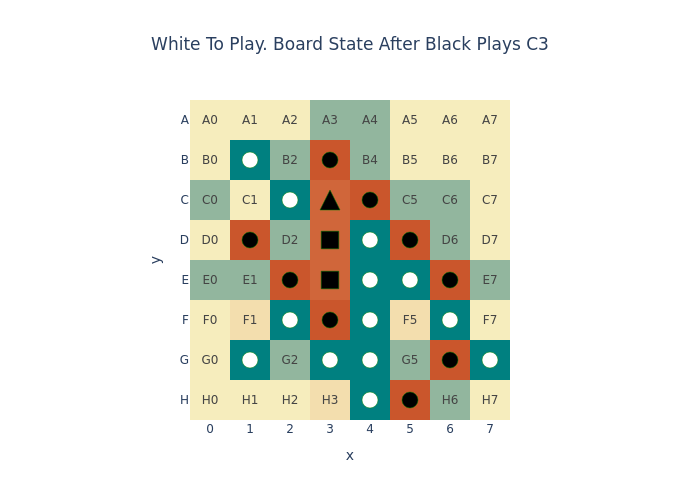 White To Play. Board State After Black Plays C3
A A0 A1 A2 A3 A4 A5 A6 A7
B B0 B2 B4 B5 B6 B7
C C0 C1 C5 C6 C7
D D0 D2 D6 D7
E E0 E1 E7
F F0 F1 F5 F7
G G0 G2 G5
H H0 H1 H2 H3 H6 H7
0 1 2 3 4 5 6 7
x
y